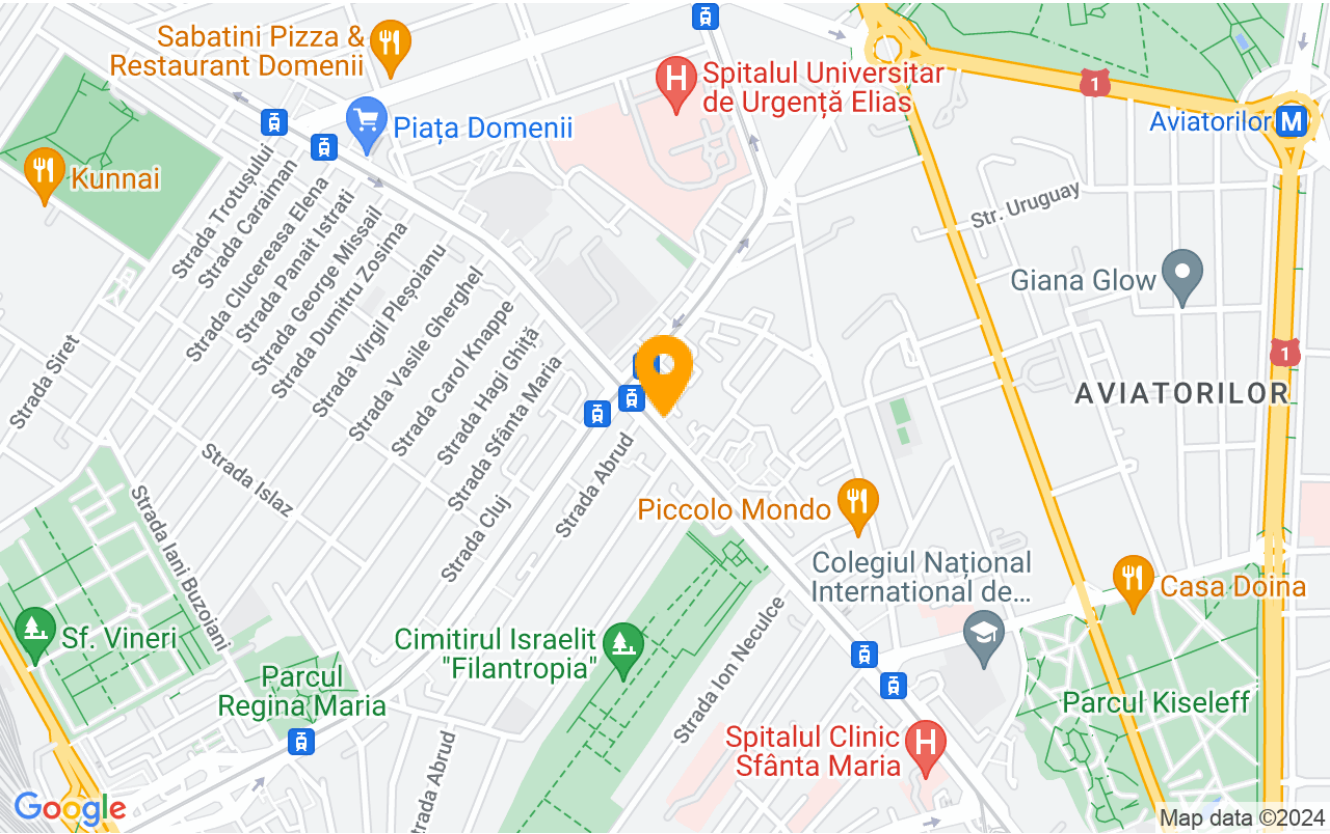 Sabatini Pizza &
Restaurant Domenii
H
Spitalul Universitar
de Urgență Elias
1
Piața Domenii
Aviatorilor M
Kunnai
Strada Trotușului
Strada Caraiman
Strada Clucereasa Elena
Strada Panait Istrati
Strada George Missail
Strada Dumitru Zosima
Strada Virgil Pleșoianu
Strada Vasile Gherghel
Strada Carol Knappe
Strada Hagi Ghiță
Strada Sfânta Maria
Str. Uruguay
Giana Glow
Strada Siret
1
AVIATORILOR
Strada Islaz
Strada Abrud
Strada Cluj
Strada Iani Buzoiani
Piccolo Mondo
Colegiul Național
International de...
Casa Doina
Sf. Vineri
Cimitirul Israelit
"Filantropia"
Strada Ion Neculce
Parcul
Regina Maria
Parcul Kiseleff
Spitalul Clinic
Sfânta Maria
H
trada Abrud
Google
Map data ©2024